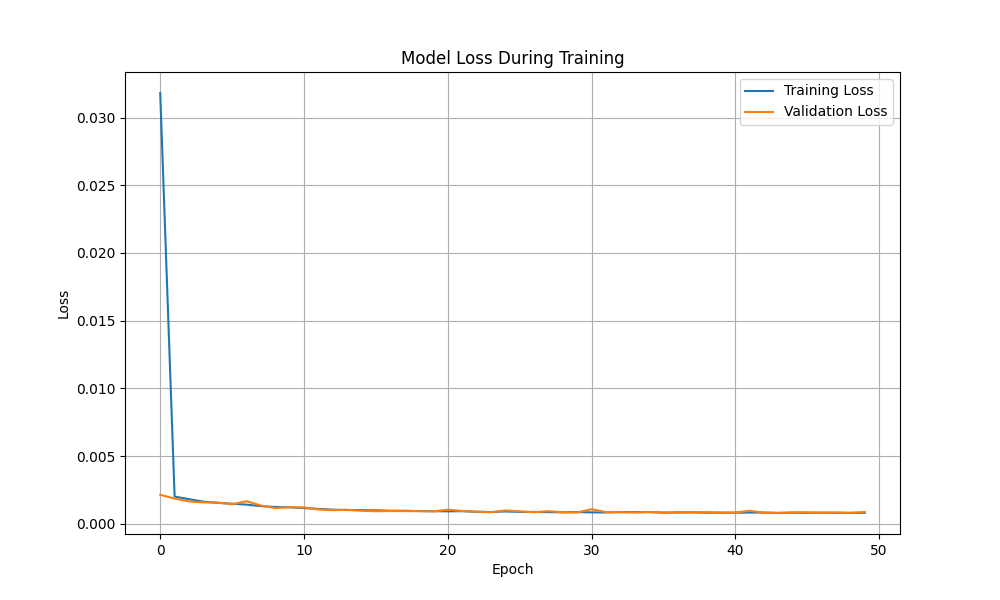 Model Loss During Training
Training Loss
Validation Loss
0.030
0.025
0.020
0.015
0.010
0.005
0.000
Loss
0 10 20 30 40 50
Epoch